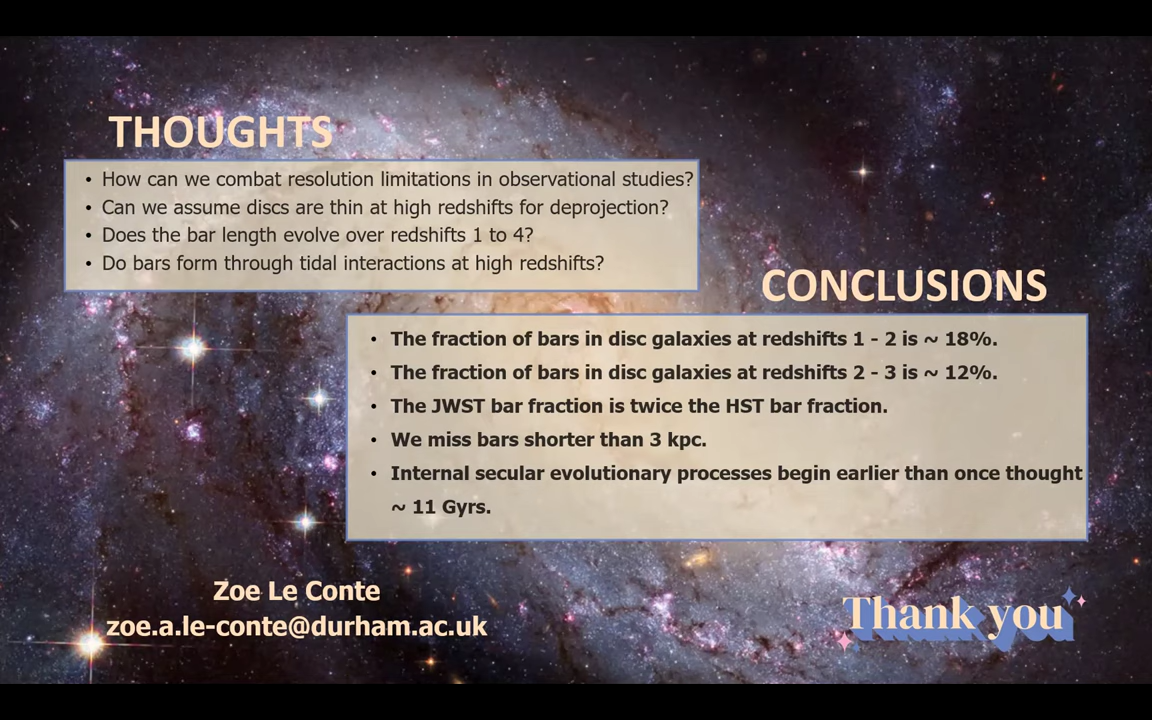 THOUGHTS
• How can we combat resolution limitations in observational studies?
• Can we assume discs are thin at high redshifts for deprojection?
• Does the bar length evolve over redshifts 1 to 4?
• Do bars form through tidal interactions at high redshifts?
CONCLUSIONS
• The fraction of bars in disc galaxies at redshifts 1 - 2 is ~ 18%.
• The fraction of bars in disc galaxies at redshifts 2 - 3 is ~ 12%.
• The JWST bar fraction is twice the HST bar fraction.
• We miss bars shorter than 3 kpc.
• Internal secular evolutionary processes begin earlier than once thought
~ 11 Gyrs.
Zoe Le Conte
zoe.a.le-conte@durham.ac.uk
Thank you